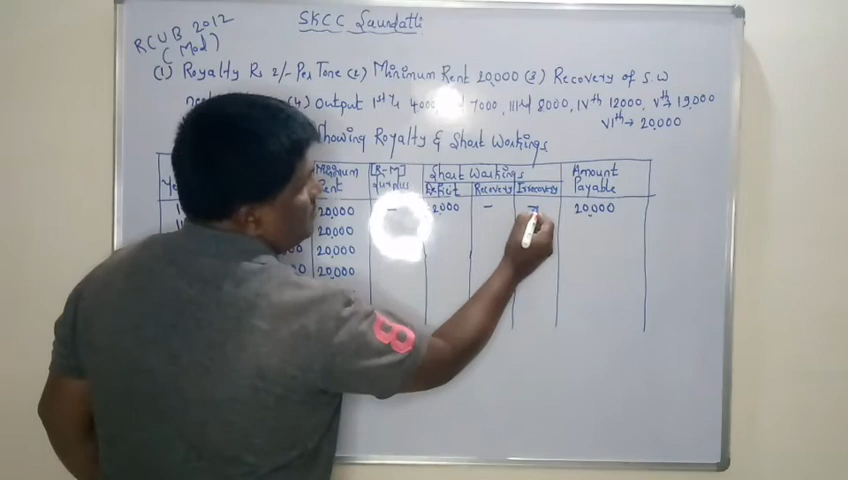 SKCC Saundatti
RCUB 2012
(Mod)
(1) Royalty Rs 2/- Per Tone (2) Minimum Rent 20,000 (3) Recovery of S.W
(4) Output 1st Yr 4000, 7000, IIIrd 8000, IVth 12000, Vth → 19,000
VIth → 20,000
Showing Royalty & Short Workings
Minimum Rent [R-M] Surplus Short Workings Amount Payable
Deficit Recovery Irrecovery
20,000 - 2,000 - - 20,000
20,000
20,000
20,000
8